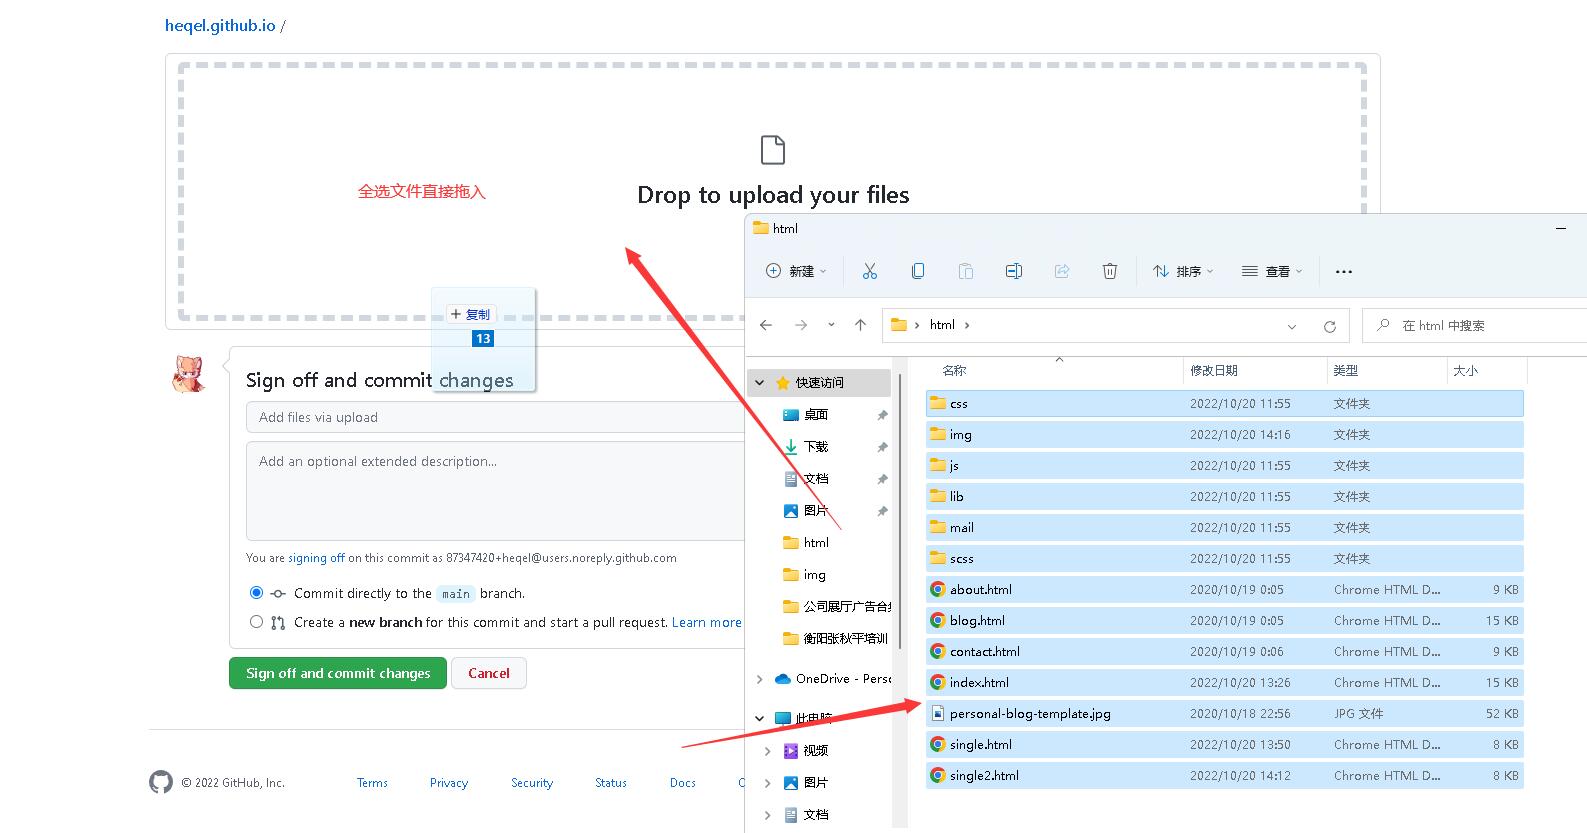 heqel.github.io /
全选文件直接拖入
Drop to upload your files
复制
13
Sign off and commit changes
Add files via upload
Add an optional extended description...
You are signing off on this commit as 87347420+heqel@users.noreply.github.com
Commit directly to the main branch.
Create a new branch for this commit and start a pull request. Learn more
Sign off and commit changes
Cancel
© 2022 GitHub, Inc.
Terms
Privacy
Security
Status
Docs
html
新建
排序
查看
html
在 html 中搜索
快速访问
桌面
下载
文档
图片
html
img
公司展厅广告合
衡阳张秋平培训
OneDrive - Perso
此电脑
视频
图片
文档
名称 修改日期 类型 大小
css 2022/10/20 11:55 文件夹
img 2022/10/20 14:16 文件夹
js 2022/10/20 11:55 文件夹
lib 2022/10/20 11:55 文件夹
mail 2022/10/20 11:55 文件夹
scss 2022/10/20 11:55 文件夹
about.html 2020/10/19 0:05 Chrome HTML D... 9 KB
blog.html 2020/10/19 0:05 Chrome HTML D... 15 KB
contact.html 2020/10/19 0:06 Chrome HTML D... 9 KB
index.html 2022/10/20 13:26 Chrome HTML D... 15 KB
personal-blog-template.jpg 2020/10/18 22:56 JPG 文件 52 KB
single.html 2022/10/20 13:50 Chrome HTML D... 8 KB
single2.html 2022/10/20 14:12 Chrome HTML D... 8 KB